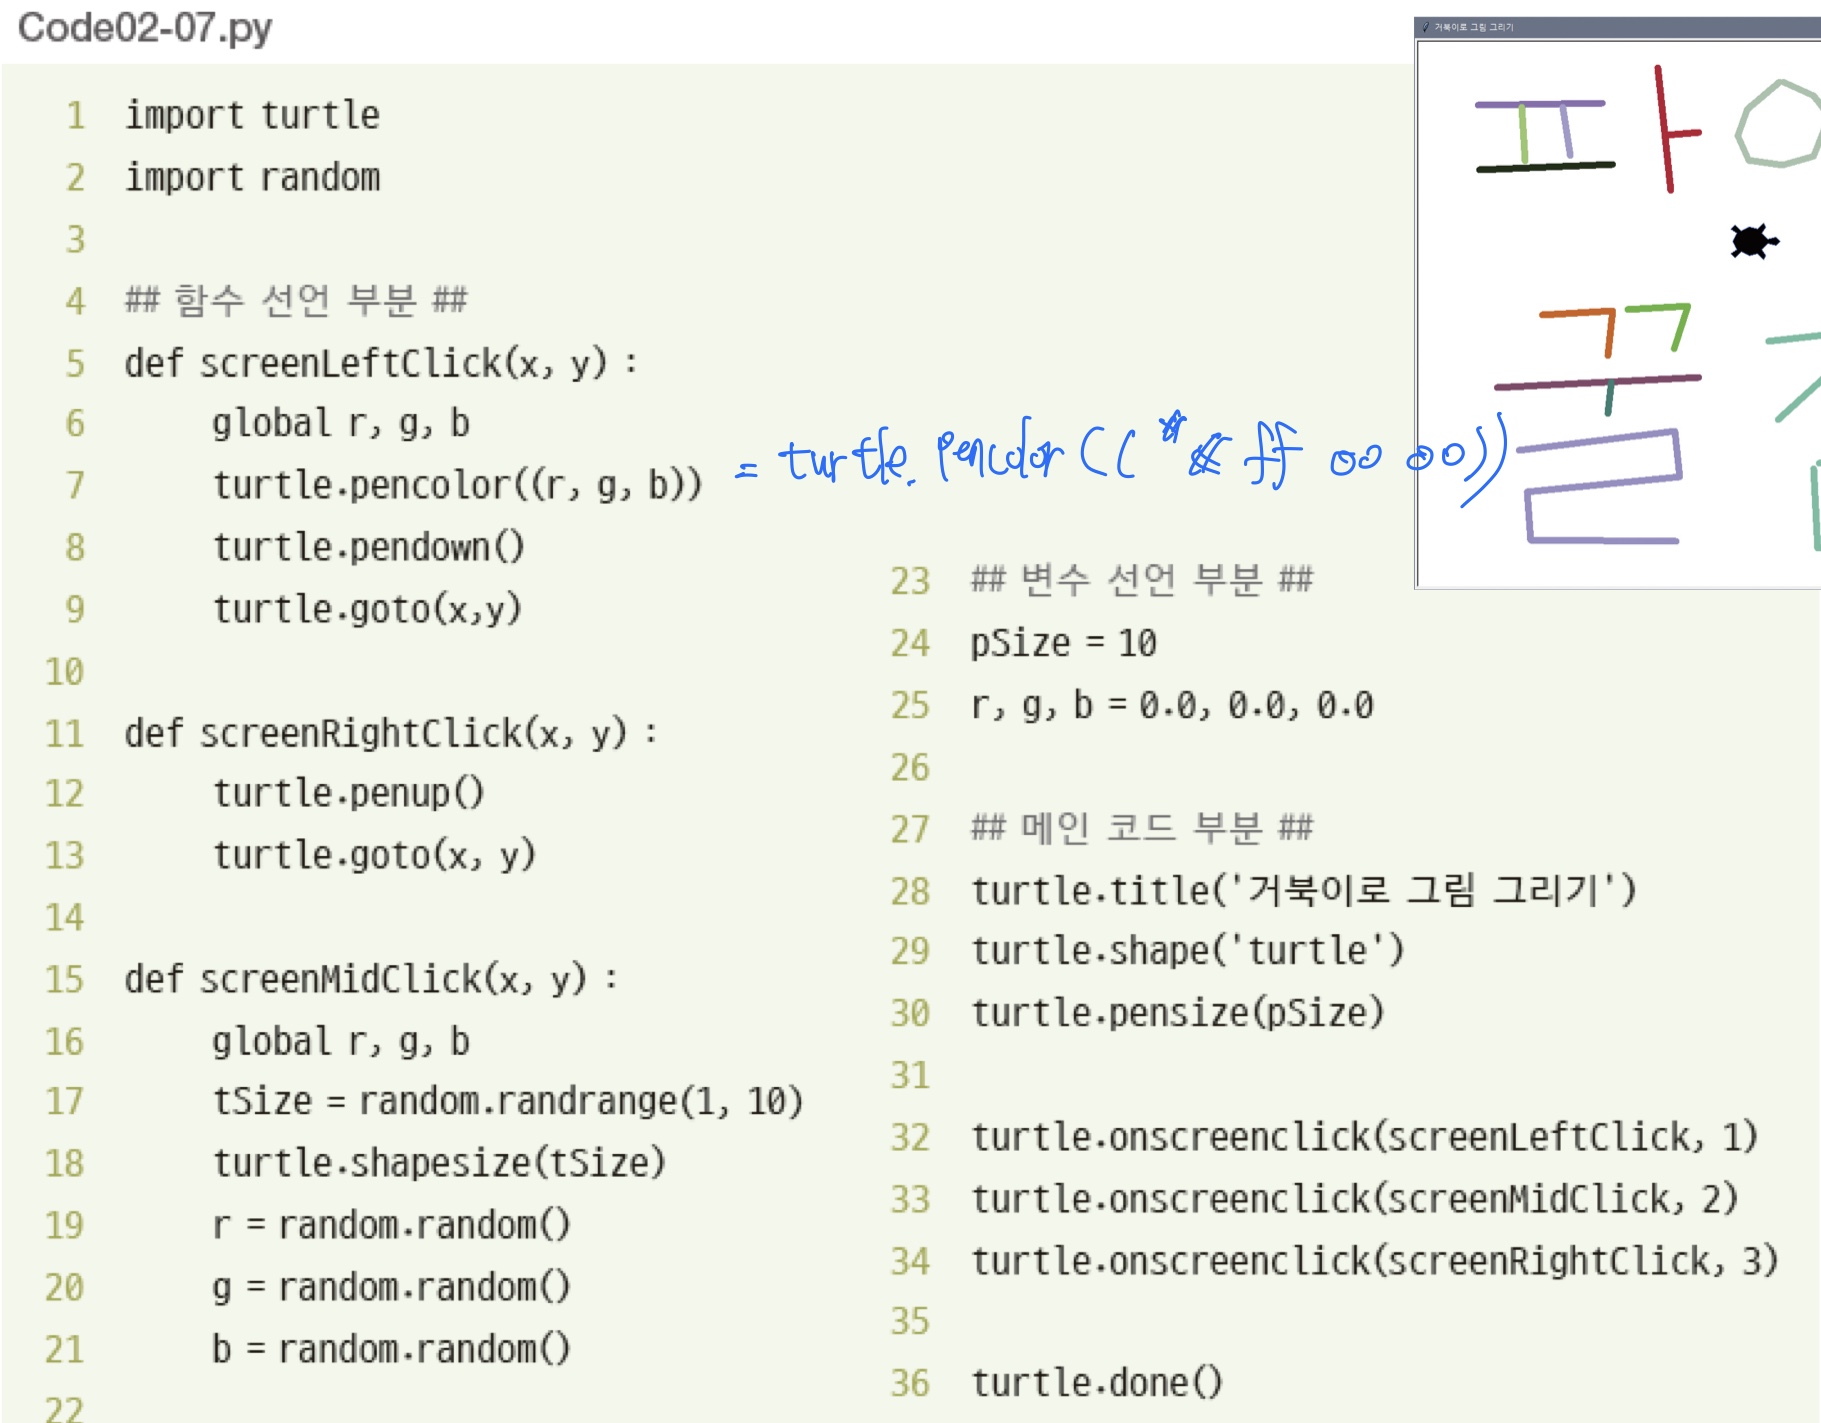 Code02-07.py
거북이로 그림 그리기
1 import turtle
2 import random
3
4 ## 함수 선언 부분 ##
5 def screenLeftClick(x, y) :
6 global r, g, b
7 turtle.pencolor((r, g, b)) = turtle.pencolor(( ff 00 00))
8 turtle.pendown()
9 turtle.goto(x,y)
10
11 def screenRightClick(x, y) :
12 turtle.penup()
13 turtle.goto(x, y)
14
15 def screenMidClick(x, y) :
16 global r, g, b
17 tSize = random.randrange(1, 10)
18 turtle.shapesize(tSize)
19 r = random.random()
20 g = random.random()
21 b = random.random()
22
23 ## 변수 선언 부분 ##
24 pSize = 10
25 r, g, b = 0.0, 0.0, 0.0
26
27 ## 메인 코드 부분 ##
28 turtle.title('거북이로 그림 그리기')
29 turtle.shape('turtle')
30 turtle.pensize(pSize)
31
32 turtle.onscreenclick(screenLeftClick, 1)
33 turtle.onscreenclick(screenMidClick, 2)
34 turtle.onscreenclick(screenRightClick, 3)
35
36 turtle.done()